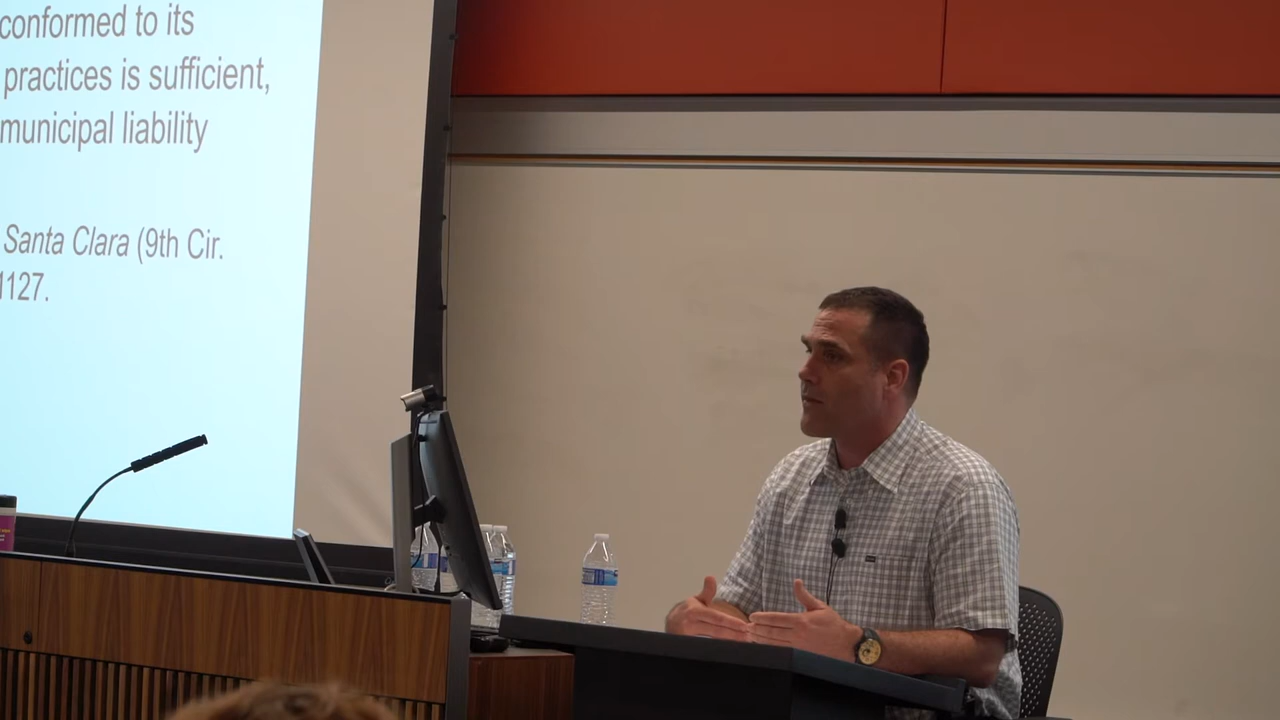 conformed to its
practices is sufficient,
municipal liability
Santa Clara (9th Cir.
1127.